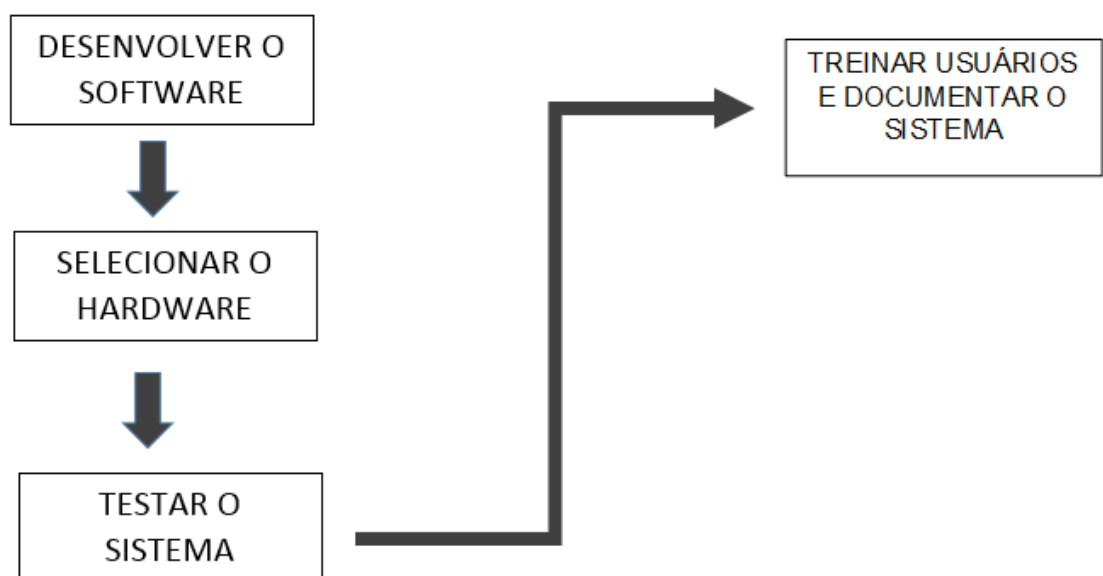 DESENVOLVER O
SOFTWARE
SELECIONAR O
HARDWARE
TESTAR O
SISTEMA
TREINAR USUÁRIOS
E DOCUMENTAR O
SISTEMA